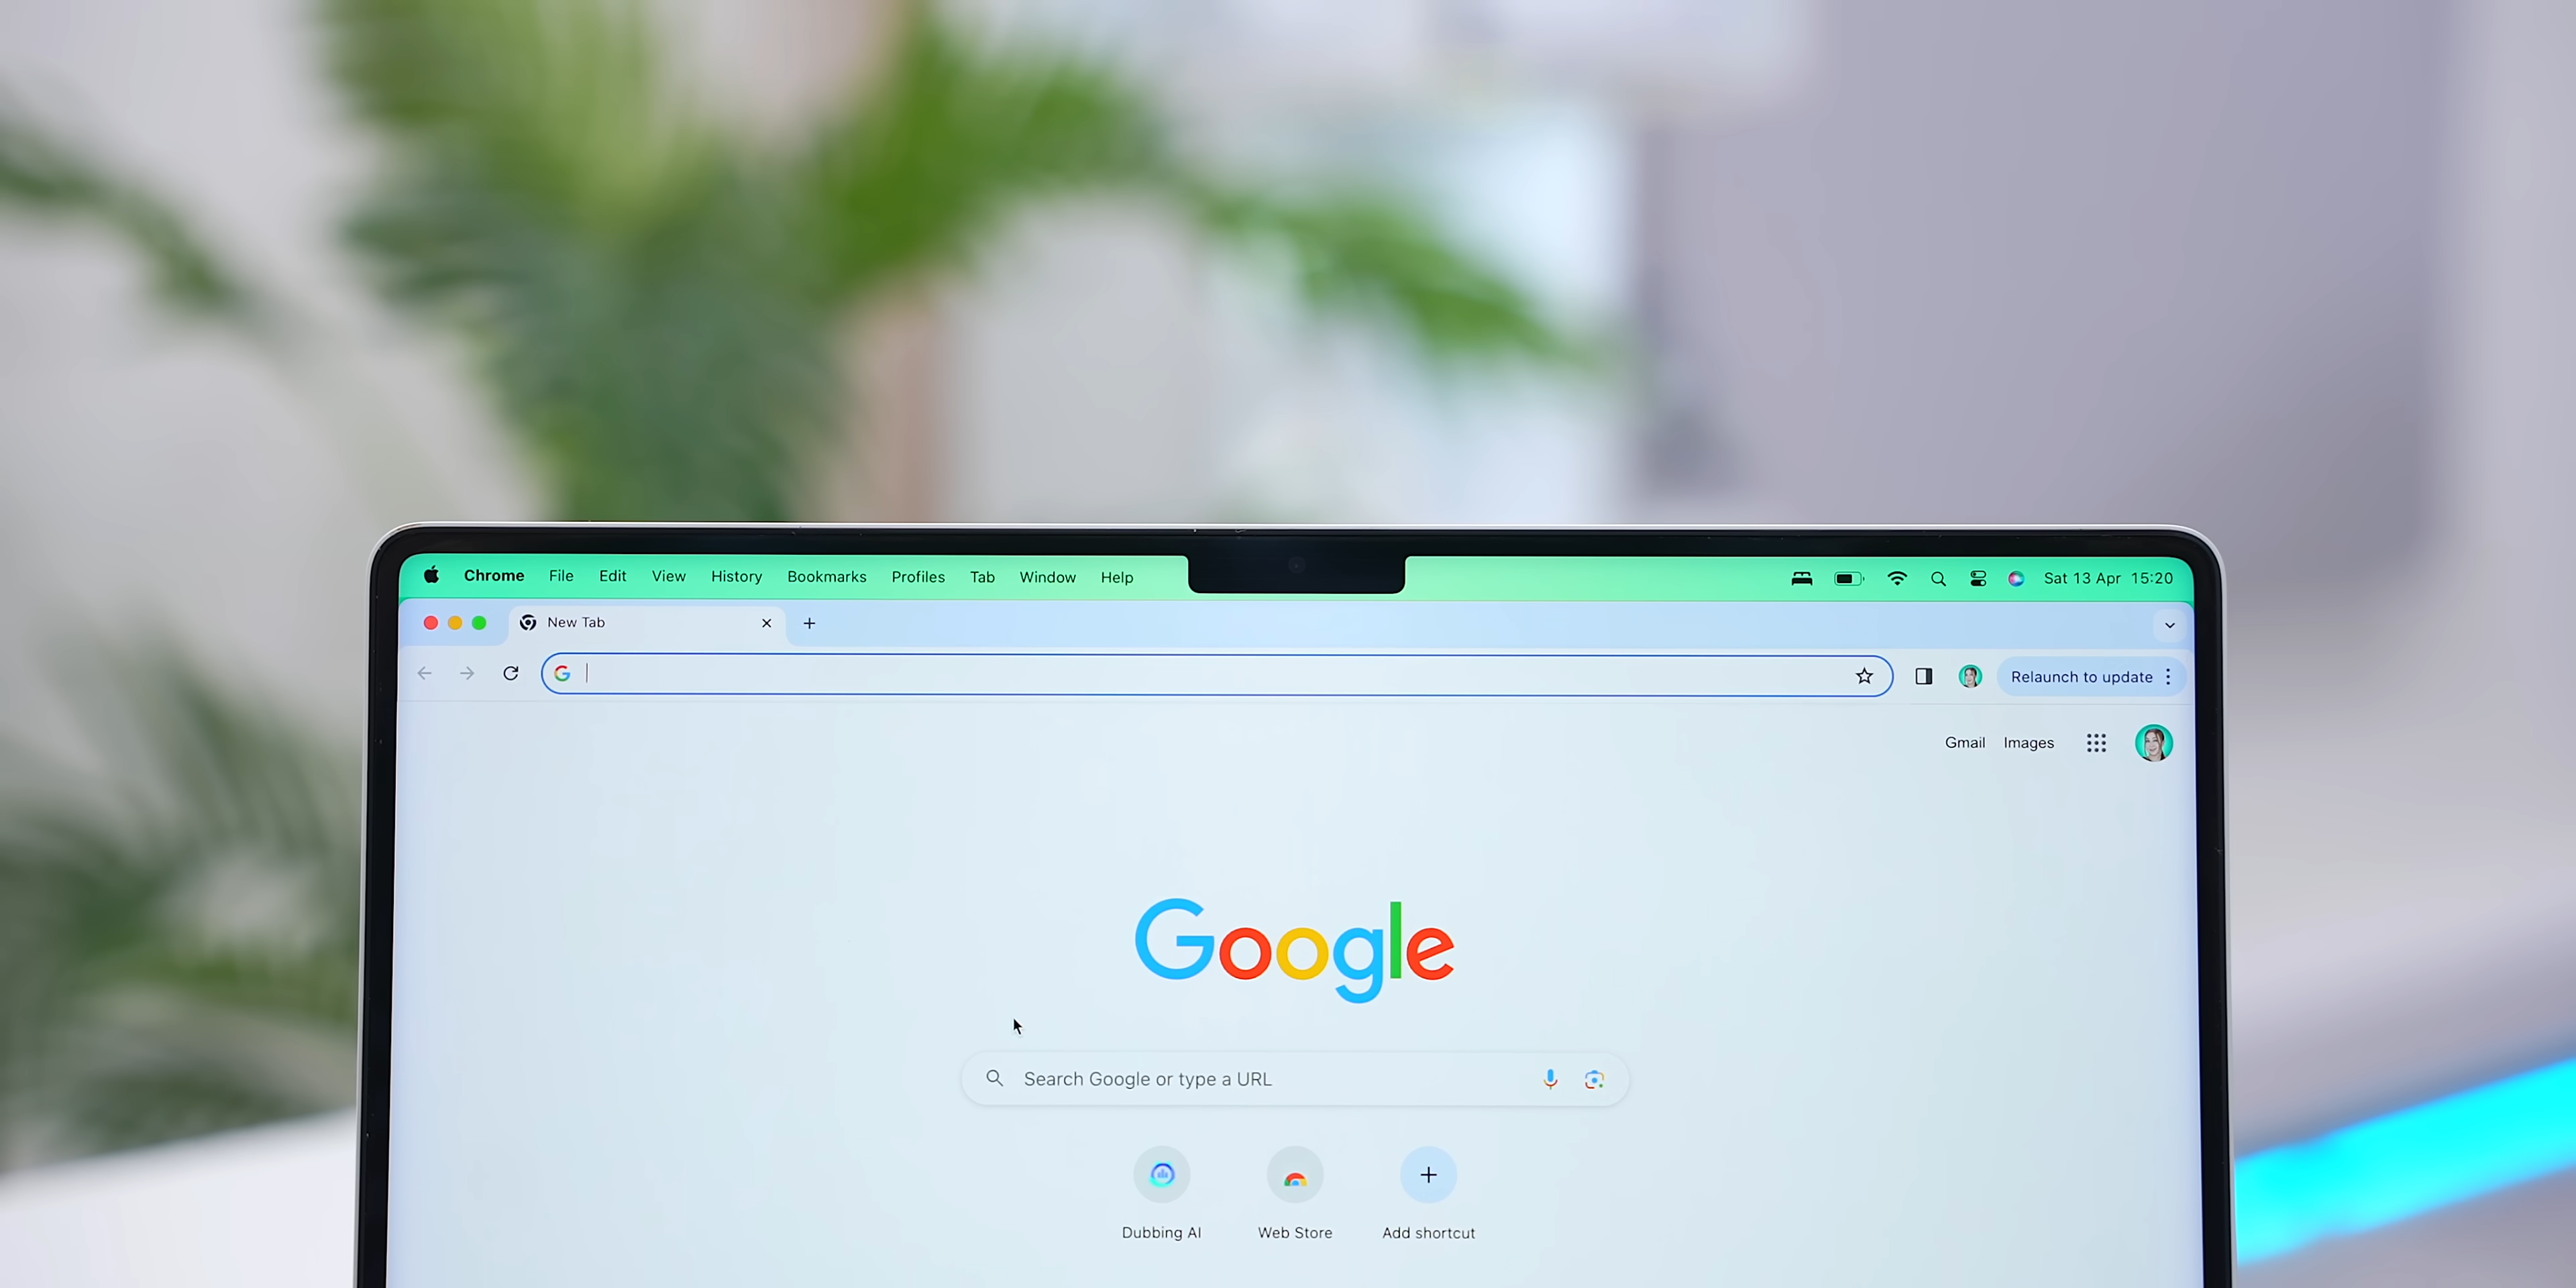 Chrome File Edit View History Bookmarks Profiles Tab Window Help Sat 13 Apr 15:20
New Tab
Relaunch to update
Gmail Images
Google
Search Google or type a URL
Dubbing AI Web Store Add shortcut